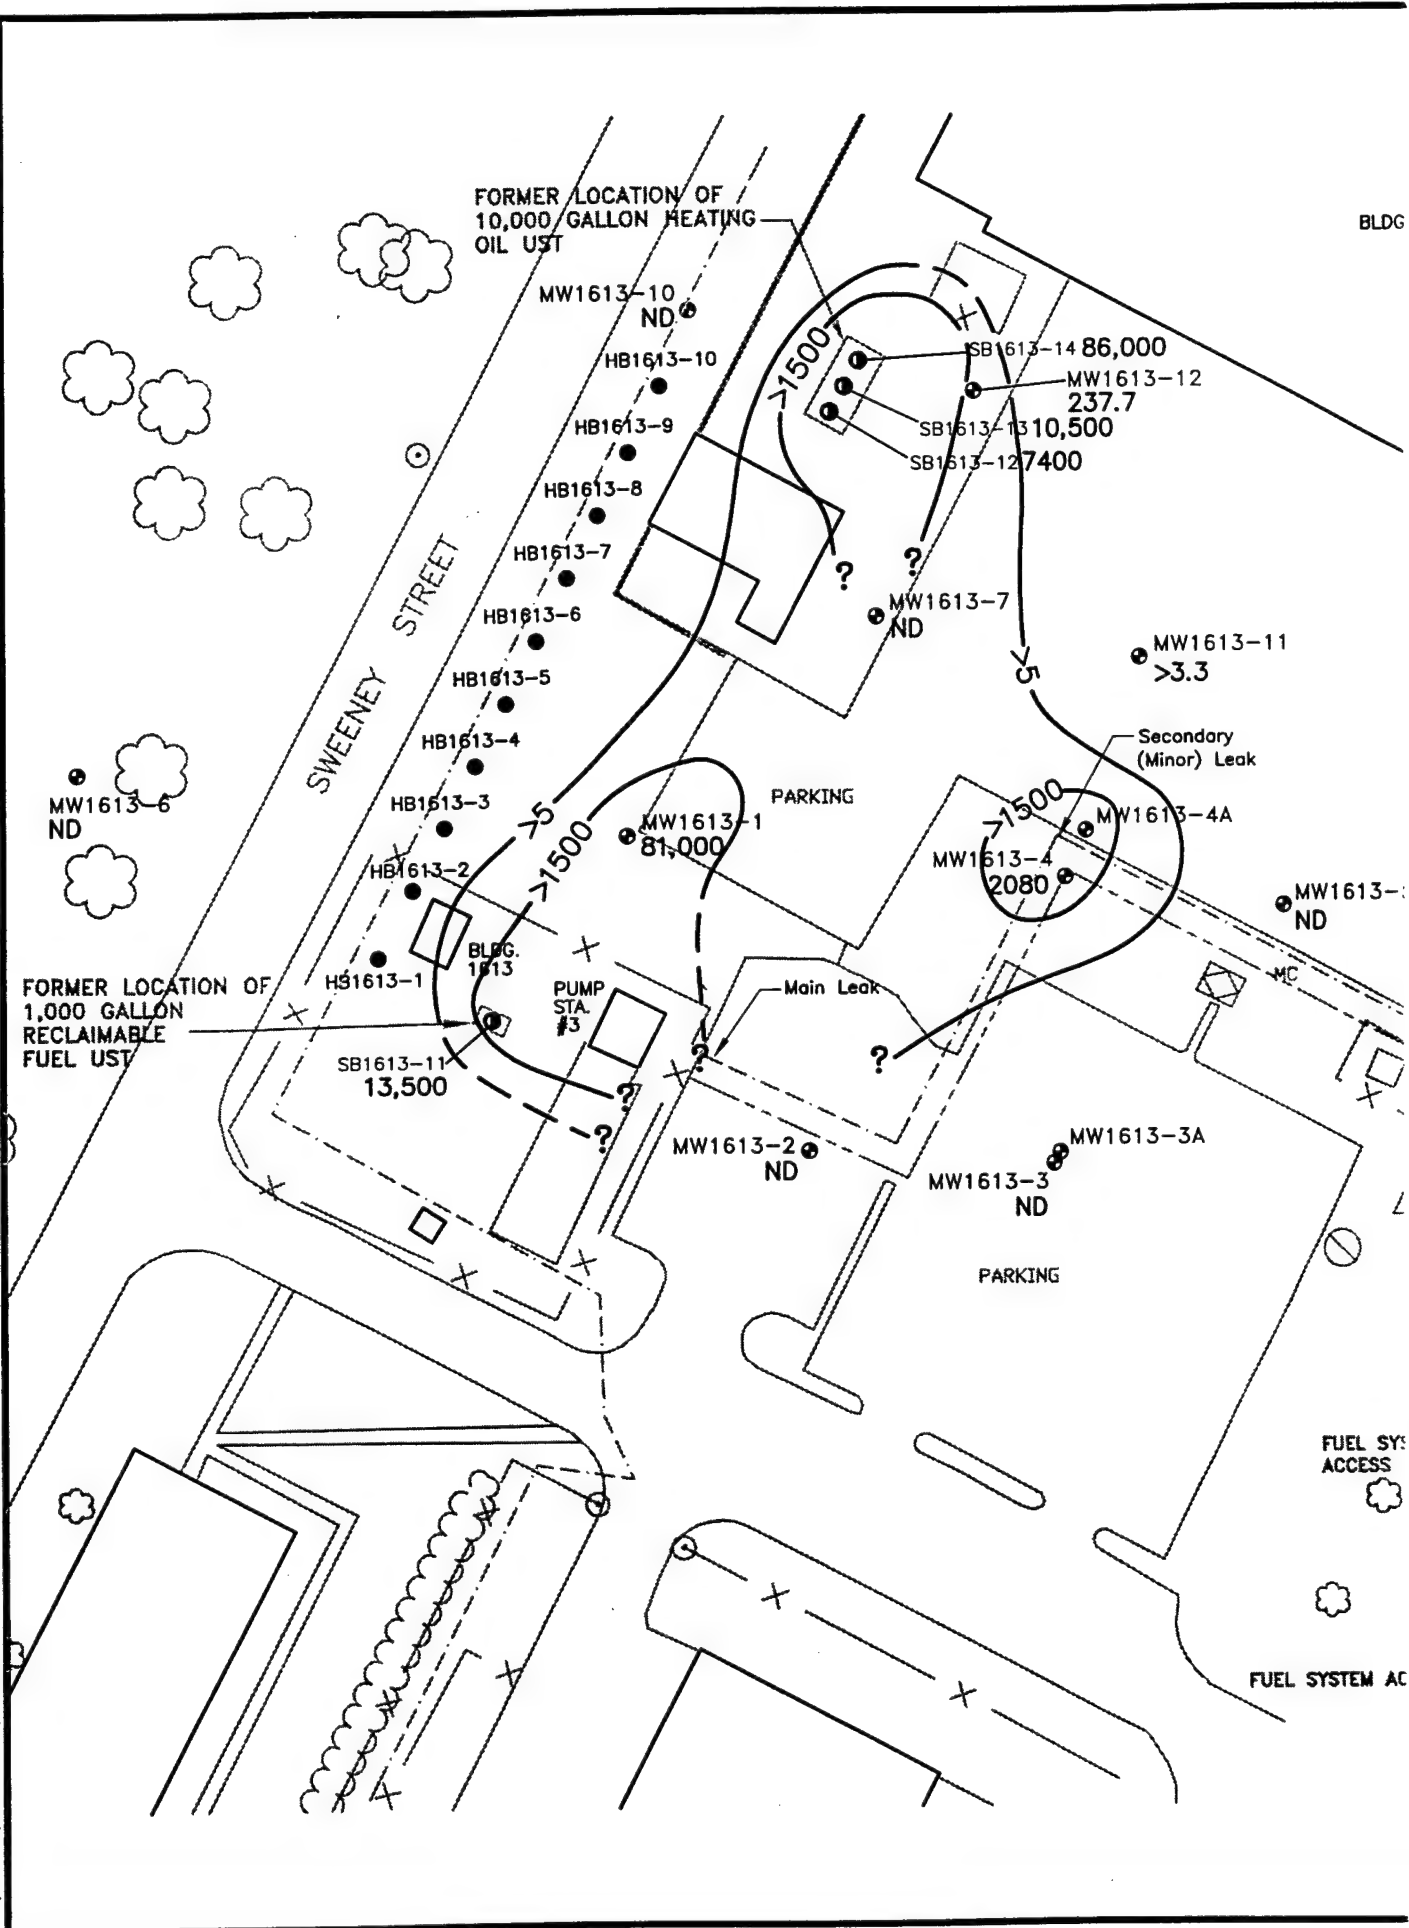 FORMER LOCATION OF
10,000 GALLON HEATING
OIL UST
BLDG
MW1613-10
ND
HB1613-10
>1500
SB1613-14 86,000
MW1613-12
237.7
HB1613-9
SB1613-13 10,500
SB1613-12 7400
HB1613-8
HB1613-7
?
?
MW1613-7
ND
HB1613-6
SWEENEY STREET
HB1613-5
MW1613-11
>3.3
>5
HB1613-4
Secondary
(Minor) Leak
MW1613-6
ND
HB1613-3
>5
PARKING
>1500
>1500
MW1613-1
81,000
MW1613-4A
MW1613-4
2080
HB1613-2
MW1613-
ND
BLDG.
1613
HB1613-1
MC
FORMER LOCATION OF
1,000 GALLON
RECLAIMABLE
FUEL UST
PUMP
STA.
#3
Main Leak
?
?
SB1613-11
13,500
?
?
MW1613-2
ND
MW1613-3A
MW1613-3
ND
PARKING
FUEL SYS
ACCESS
FUEL SYSTEM AC